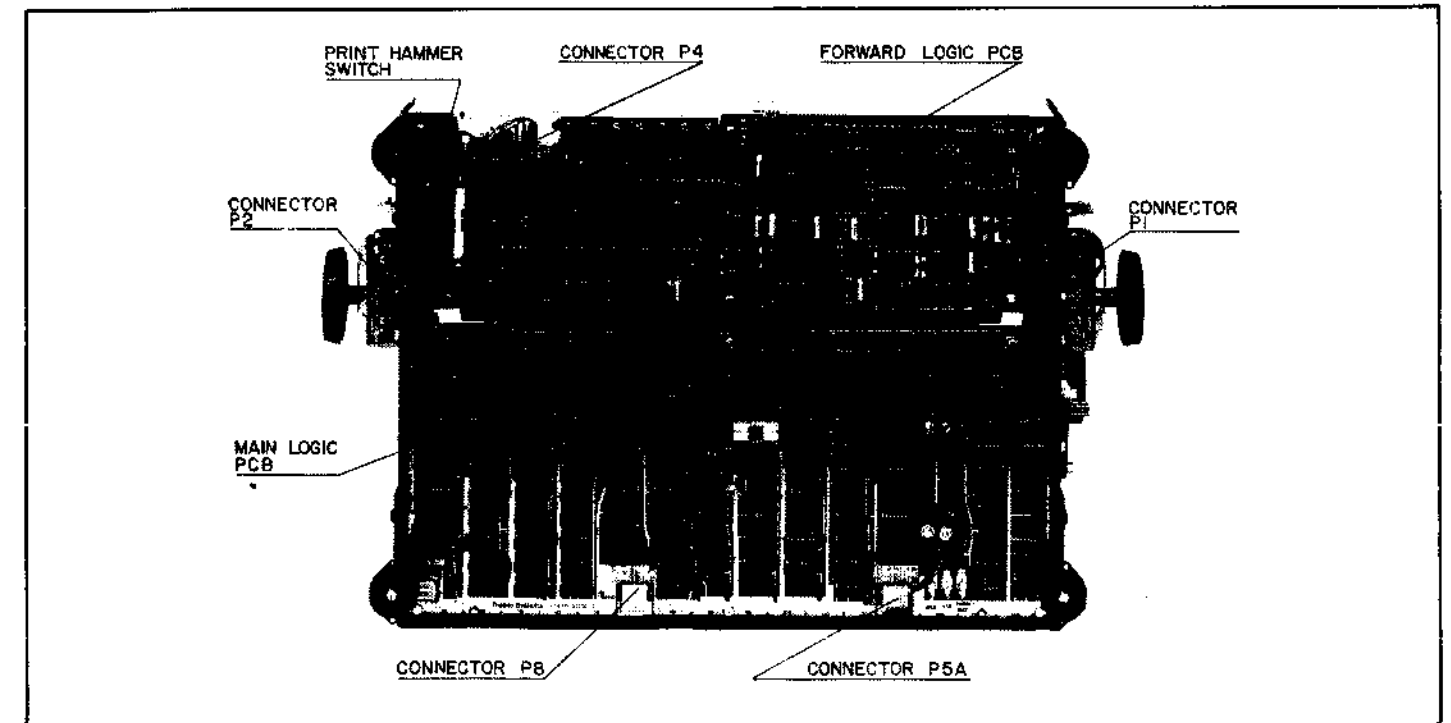 PRINT HAMMER
SWITCH
CONNECTOR P4
FORWARD LOGIC PCB
CONNECTOR
P2
CONNECTOR
P1
MAIN LOGIC
PCB
CONNECTOR P8
CONNECTOR P5A